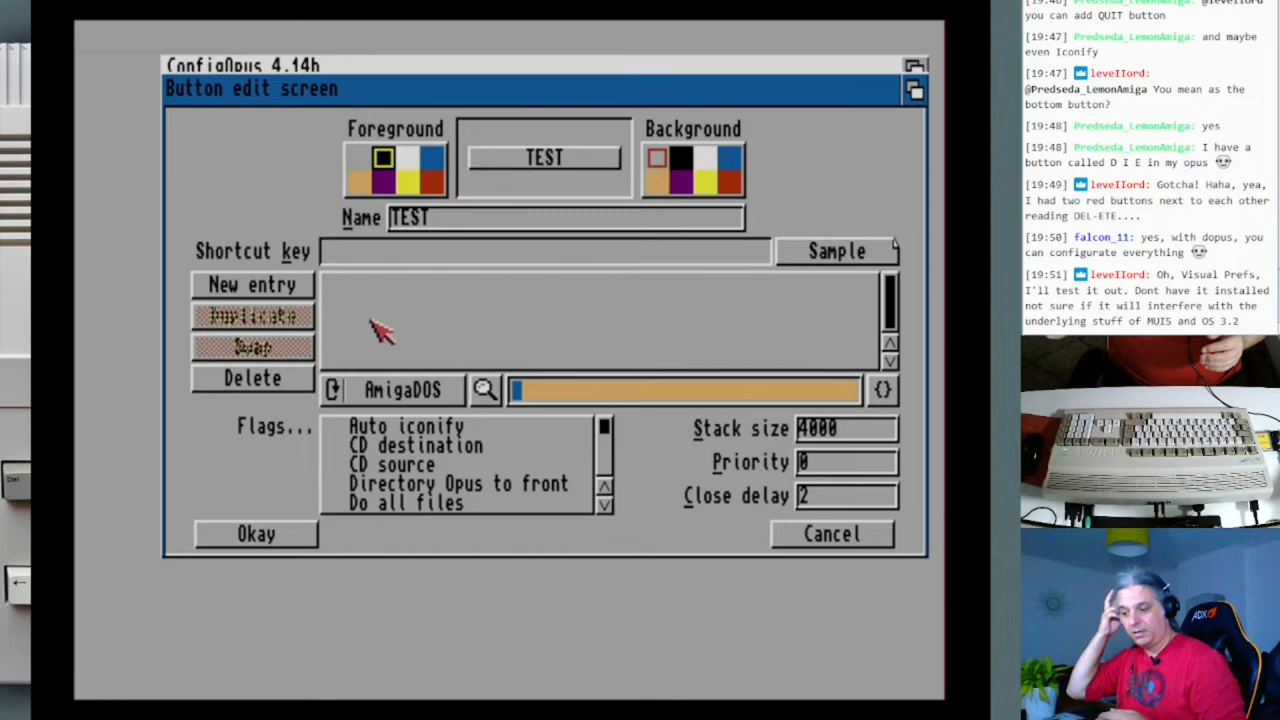 ConfigOpus 4.14h
Button edit screen
Foreground
TEST
Background
Name
TEST
Shortcut key
Sample
New entry
Duplicate
Swap
Delete
AmigaDOS
{}
Flags...
Auto iconify
CD destination
CD source
Directory Opus to front
Do all files
Stack size
4000
Priority
0
Close delay
2
Okay
Cancel
Del
[19:46] Predseda_LemonAmiga: @levellord
you can add QUIT button
[19:47] Predseda_LemonAmiga: and maybe
even Iconify
[19:47] levellord:
@Predseda_LemonAmiga You mean as the
bottom button?
[19:48] Predseda_LemonAmiga: yes
[19:48] Predseda_LemonAmiga: I have a
button called D I E in my opus
[19:49] levellord: Gotcha! Haha, yea,
I had two red buttons next to each other
reading DEL-ETE....
[19:50] falcon_11: yes, with dopus, you
can configurate everything
[19:51] levellord: Oh, Visual Prefs,
I'll test it out. Dont have it installed
not sure if it will interfere with the
underlying stuff of MUI5 and OS 3.2
ADX